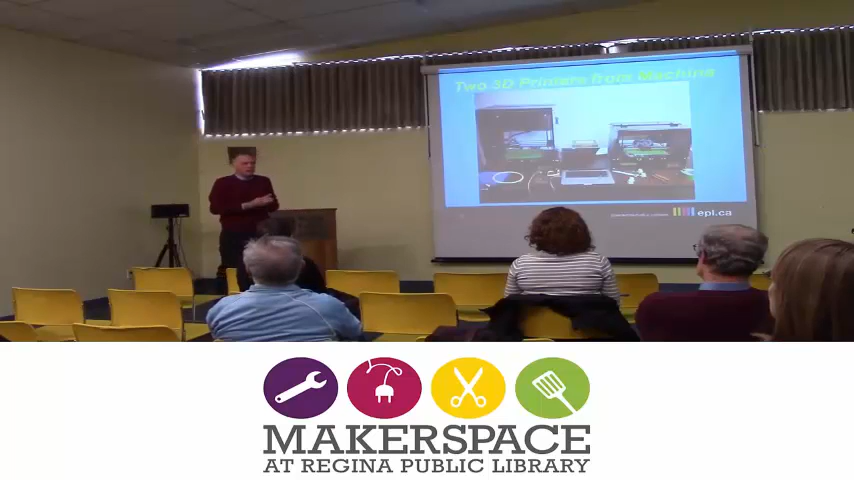 Two 3D Printers from Machina
epl.ca
MAKERSPACE
AT REGINA PUBLIC LIBRARY